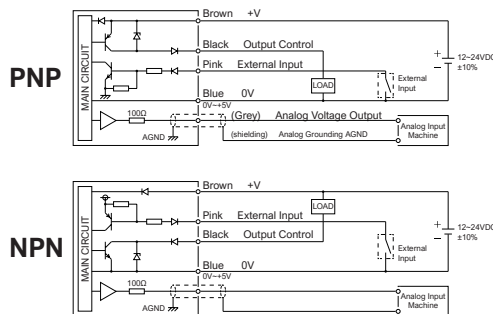 PNP
MAIN CIRCUIT
Brown +V
Black Output Control
Pink External Input
LOAD
External
Input
12~24VDC
±10%
Blue 0V
0V~+5V
100Ω
(Grey) Analog Voltage Output
AGND
(shielding) Analog Grounding AGND
Analog Input
Machine
NPN
MAIN CIRCUIT
Brown +V
LOAD
Pink External Input
Black Output Control
External
Input
12~24VDC
±10%
Blue 0V
0V~+5V
100Ω
AGND
Analog Input
Machine